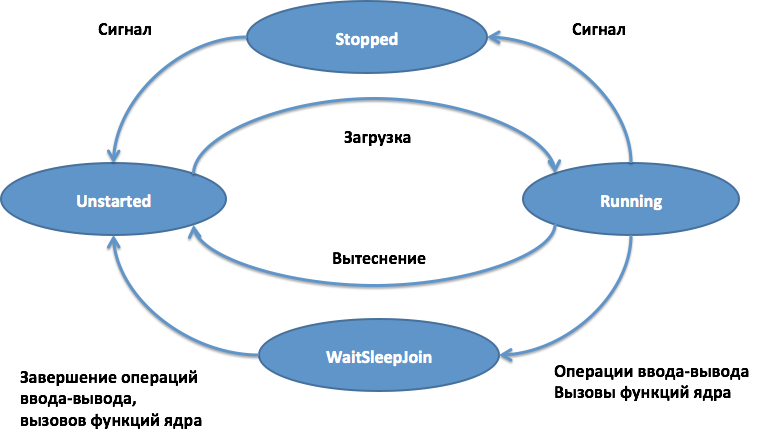 Сигнал
Stopped
Сигнал
Загрузка
Unstarted
Running
Вытеснение
WaitSleepJoin
Завершение операций
ввода-вывода,
вызовов функций ядра
Операции ввода-вывода
Вызовы функций ядра